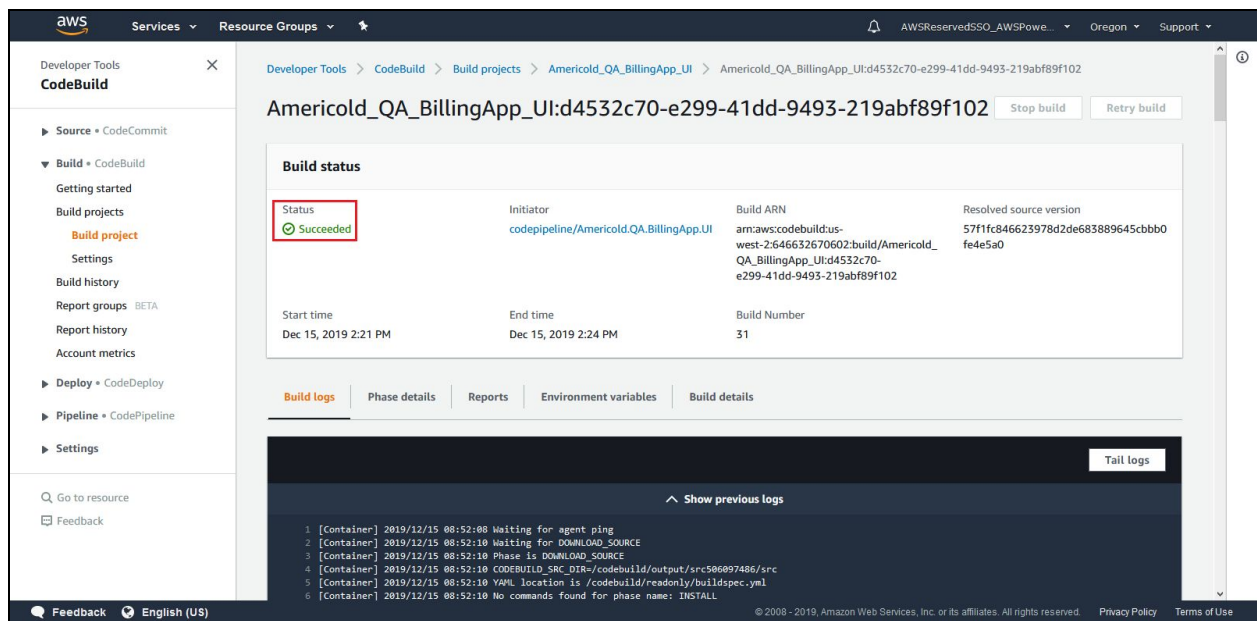 aws
Services
Resource Groups
AWSReservedSSO_AWSPowe...
Oregon
Support
Developer Tools
CodeBuild
Source • CodeCommit
Build • CodeBuild
Getting started
Build projects
Build project
Settings
Build history
Report groups BETA
Report history
Account metrics
Deploy • CodeDeploy
Pipeline • CodePipeline
Settings
Go to resource
Feedback
Developer Tools > CodeBuild > Build projects > Americold_QA_BillingApp_UI > Americold_QA_BillingApp_UI:d4532c70-e299-41dd-9493-219abf89f102
Americold_QA_BillingApp_UI:d4532c70-e299-41dd-9493-219abf89f102
Stop build
Retry build
Build status
Status
Succeeded
Initiator
codepipeline/Americold.QA.BillingApp.UI
Build ARN
arn:aws:codebuild:us-
west-2:646632670602:build/Americold_
QA_BillingApp_UI:d4532c70-
e299-41dd-9493-219abf89f102
Resolved source version
57f1fc846623978d2de683889645cbbb0
fe4e5a0
Start time
Dec 15, 2019 2:21 PM
End time
Dec 15, 2019 2:24 PM
Build Number
31
Build logs
Phase details
Reports
Environment variables
Build details
Tail logs
Show previous logs
1 [Container] 2019/12/15 08:52:08 Waiting for agent ping
2 [Container] 2019/12/15 08:52:10 Waiting for DOWNLOAD_SOURCE
3 [Container] 2019/12/15 08:52:10 Phase is DOWNLOAD_SOURCE
4 [Container] 2019/12/15 08:52:10 CODEBUILD_SRC_DIR=/codebuild/output/src506097486/src
5 [Container] 2019/12/15 08:52:10 YAML location is /codebuild/readonly/buildspec.yml
6 [Container] 2019/12/15 08:52:10 No commands found for phase name: INSTALL
Feedback
English (US)
© 2008 - 2019, Amazon Web Services, Inc. or its affiliates. All rights reserved.
Privacy Policy
Terms of Use